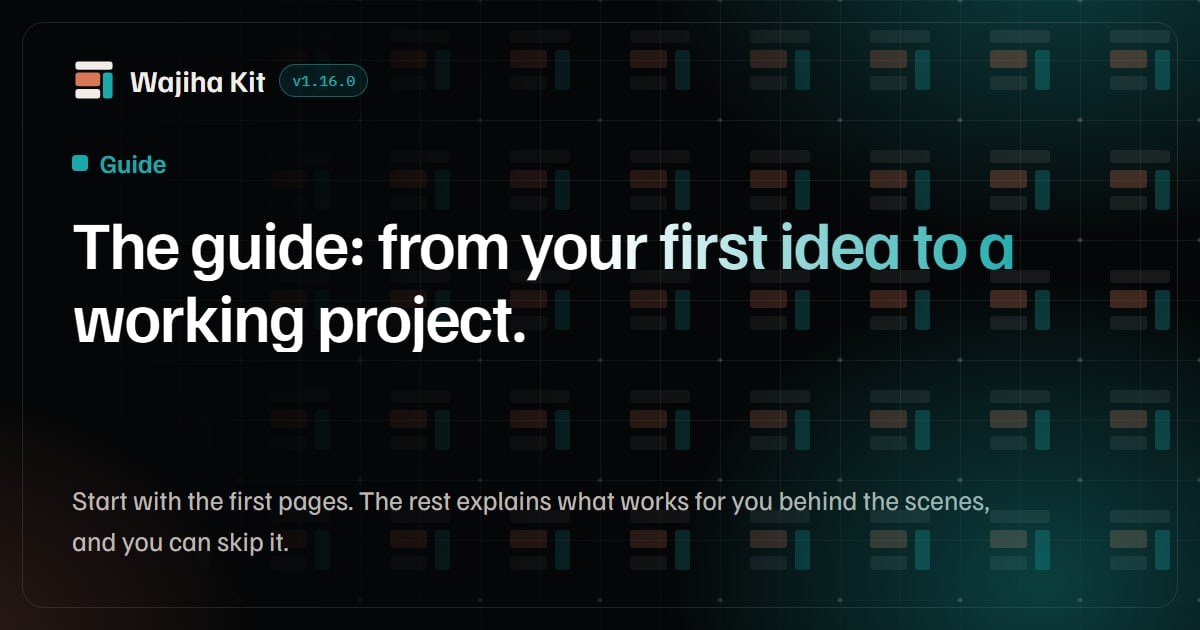 Wajiha Kit
v1.16.0
Guide
The guide: from your first idea to a
working project.
Start with the first pages. The rest explains what works for you behind the scenes,
and you can skip it.